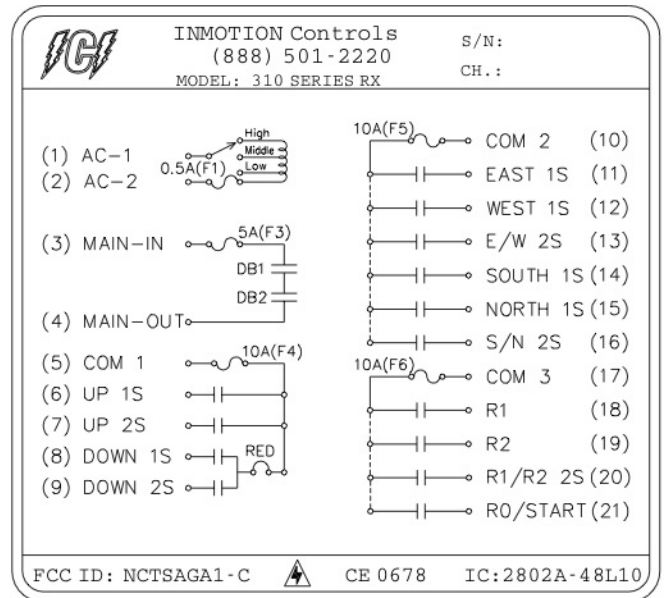 ICI
INMOTION Controls
(888) 501-2220
MODEL: 310 SERIES RX
S/N:
CH.:
(1) AC-1
(2) AC-2
0.5A(F1)
High
Middle
Low
(3) MAIN-IN
5A(F3)
DB1
DB2
(4) MAIN-OUT
(5) COM 1
10A(F4)
(6) UP 1S
(7) UP 2S
(8) DOWN 1S
RED
(9) DOWN 2S
10A(F5)
COM 2 (10)
EAST 1S (11)
WEST 1S (12)
E/W 2S (13)
SOUTH 1S (14)
NORTH 1S (15)
S/N 2S (16)
10A(F6)
COM 3 (17)
R1 (18)
R2 (19)
R1/R2 2S (20)
R0/START (21)
FCC ID: NCTSAGA1-C
CE 0678
IC:2802A-48L10